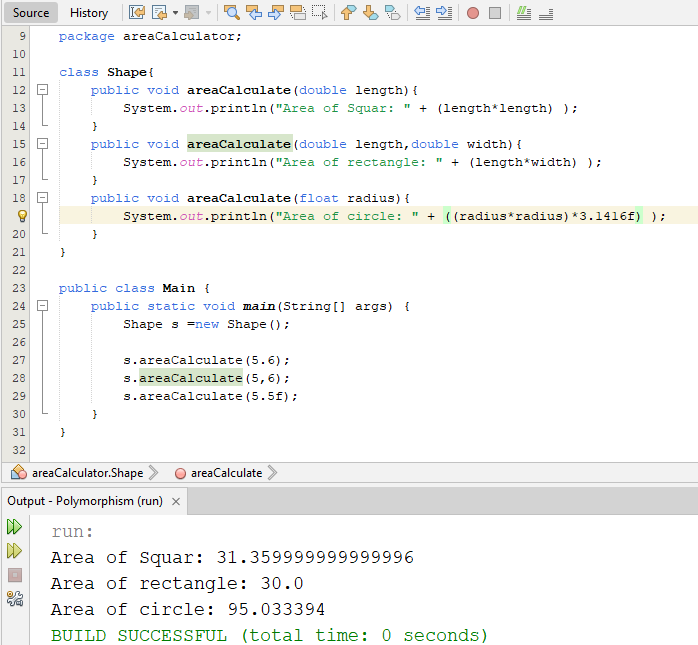 Source History
9 package areaCalculator;
10
11 class Shape{
12 public void areaCalculate(double length){
13 System.out.println("Area of Squar: " + (length*length) );
14 }
15 public void areaCalculate(double length,double width){
16 System.out.println("Area of rectangle: " + (length*width) );
17 }
18 public void areaCalculate(float radius){
System.out.println("Area of circle: " + ((radius*radius)*3.1416f) );
20 }
21 }
22
23 public class Main {
24 public static void main(String[] args) {
25 Shape s =new Shape();
26
27 s.areaCalculate(5.6);
28 s.areaCalculate(5,6);
29 s.areaCalculate(5.5f);
30 }
31 }
32
areaCalculator.Shape areaCalculate
Output - Polymorphism (run) ×
run:
Area of Squar: 31.359999999999996
Area of rectangle: 30.0
Area of circle: 95.033394
BUILD SUCCESSFUL (total time: 0 seconds)